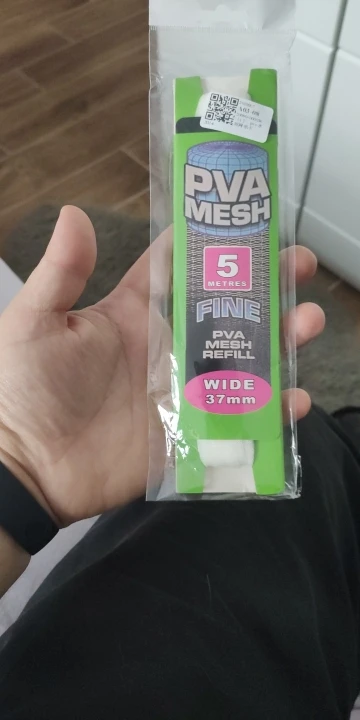 PVA
MESH
5
METRES
FINE
PVA
MESH
REFILL
WIDE
37mm